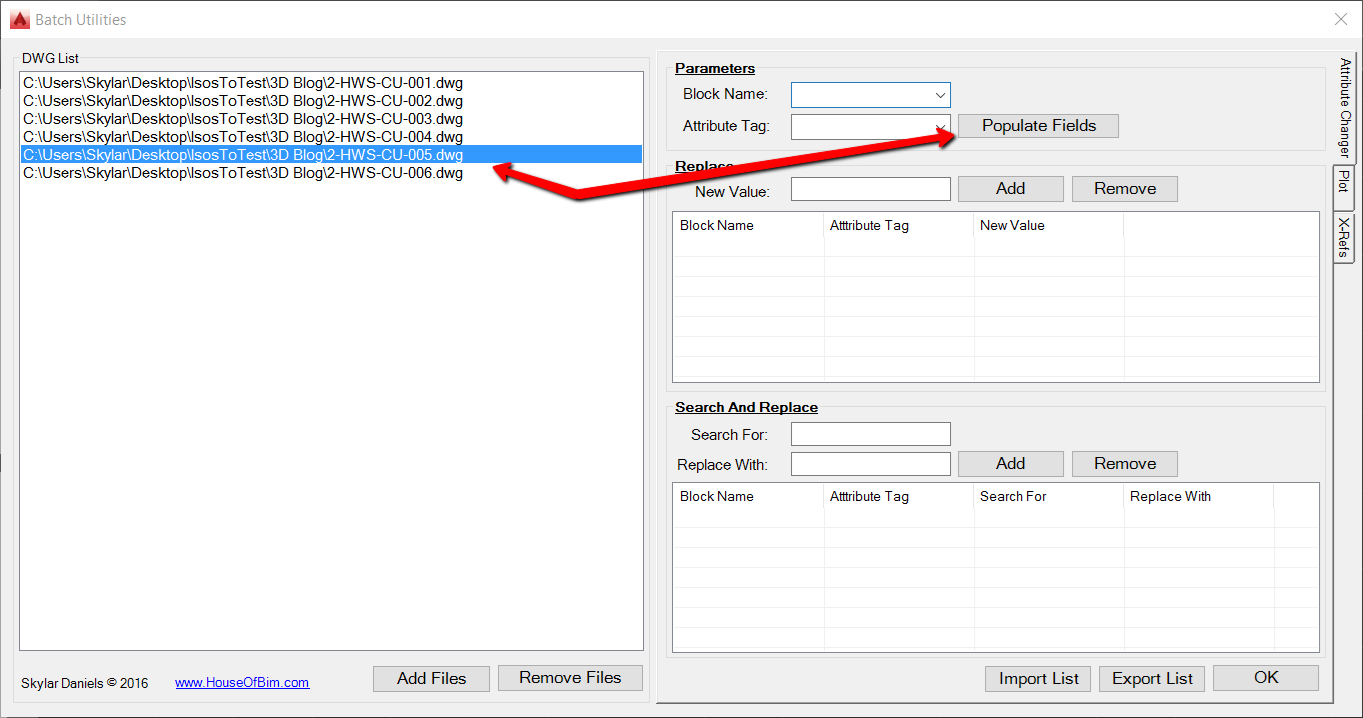 Batch Utilities
DWG List
C:\Users\Skylar\Desktop\IsosToTest\3D Blog\2-HWS-CU-001.dwg
C:\Users\Skylar\Desktop\IsosToTest\3D Blog\2-HWS-CU-002.dwg
C:\Users\Skylar\Desktop\IsosToTest\3D Blog\2-HWS-CU-003.dwg
C:\Users\Skylar\Desktop\IsosToTest\3D Blog\2-HWS-CU-004.dwg
C:\Users\Skylar\Desktop\IsosToTest\3D Blog\2-HWS-CU-005.dwg
C:\Users\Skylar\Desktop\IsosToTest\3D Blog\2-HWS-CU-006.dwg
Skylar Daniels © 2016
www.HouseOfBim.com
Add Files
Remove Files
Parameters
Block Name:
Attribute Tag:
Populate Fields
Replace
New Value:
Add
Remove
Block Name
Atttribute Tag
New Value
Search And Replace
Search For:
Replace With:
Add
Remove
Block Name
Atttribute Tag
Search For
Replace With
Import List
Export List
OK
Attribute Changer
Plot
X-Refs